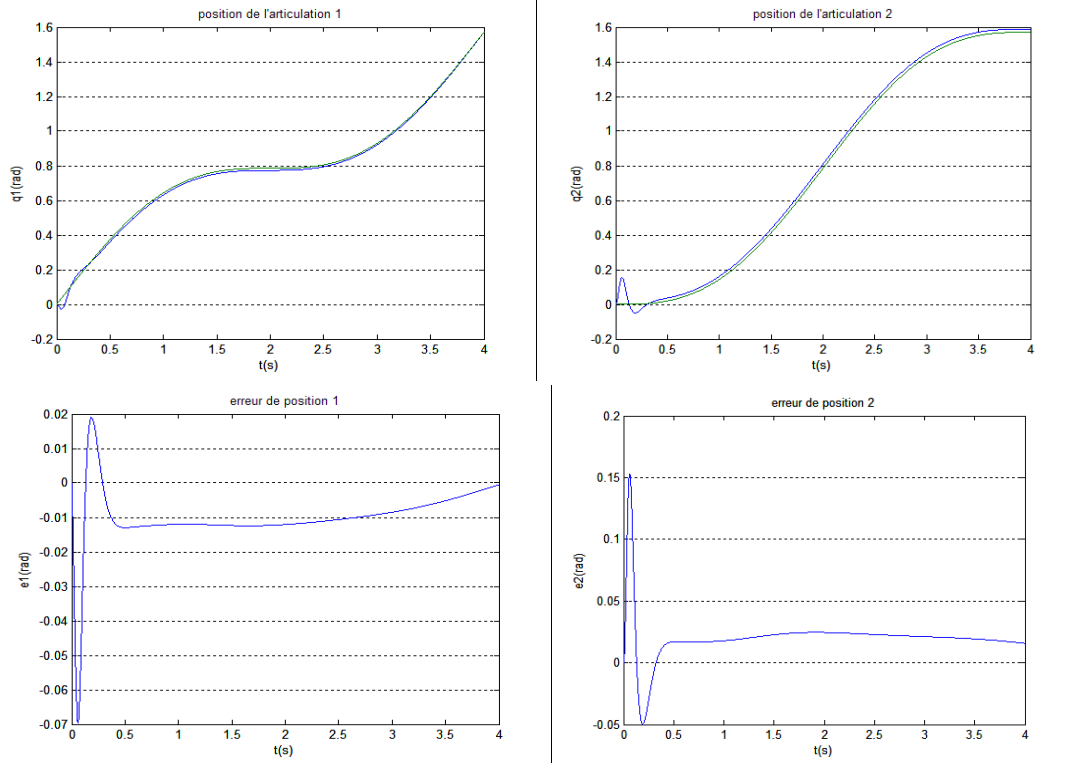 position de l'articulation 1
1.6
1.4
1.2
1
0.8
0.6
0.4
0.2
0
-0.2
q1(rad)
0 0.5 1 1.5 2 2.5 3 3.5 4
t(s)
position de l'articulation 2
1.6
1.4
1.2
1
0.8
0.6
0.4
0.2
0
-0.2
q2(rad)
0 0.5 1 1.5 2 2.5 3 3.5 4
t(s)
erreur de position 1
0.02
0.01
0
-0.01
-0.02
-0.03
-0.04
-0.05
-0.06
-0.07
e1(rad)
0 0.5 1 1.5 2 2.5 3 3.5 4
t(s)
erreur de position 2
0.2
0.15
0.1
0.05
0
-0.05
e2(rad)
0 0.5 1 1.5 2 2.5 3 3.5 4
t(s)